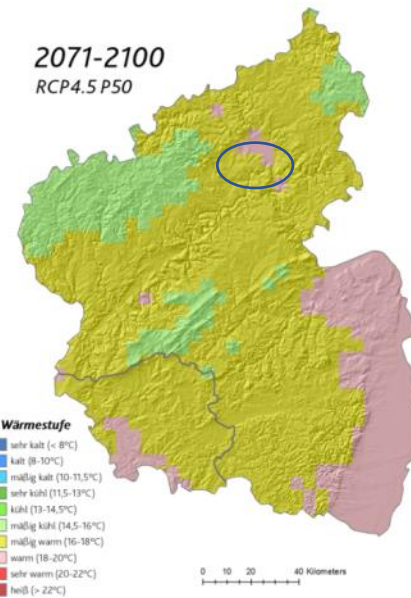 2071-2100
RCP4.5 P50
Wärmestufe
sehr kalt (< 8°C)
kalt (8-10°C)
mäßig kalt (10-11,5°C)
sehr kühl (11,5-13°C)
kühl (13-14,5°C)
mäßig kühl (14,5-16°C)
mäßig warm (16-18°C)
warm (18-20°C)
sehr warm (20-22°C)
heiß (> 22°C)
0 10 20 40 Kilometers